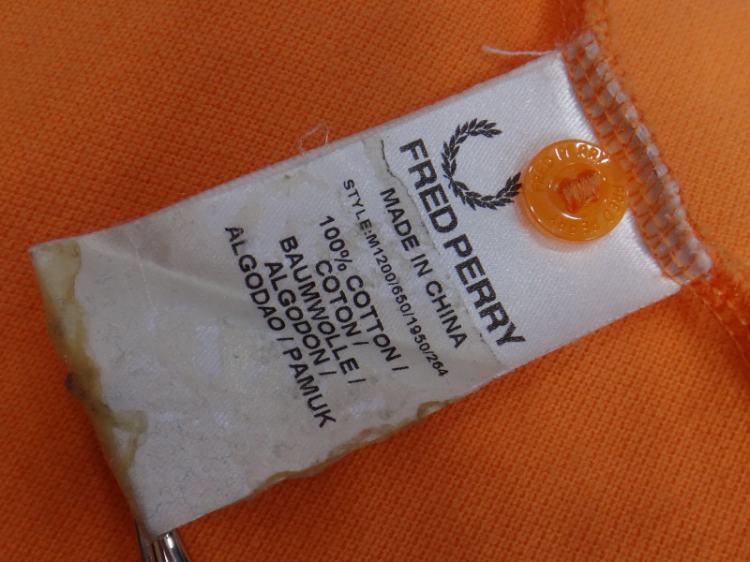 FRED PERRY
MADE IN CHINA
STYLE:M1200/650/1950/264
100% COTTON /
COTON /
BAUMWOLLE /
ALGODON /
ALGODAO / PAMUK